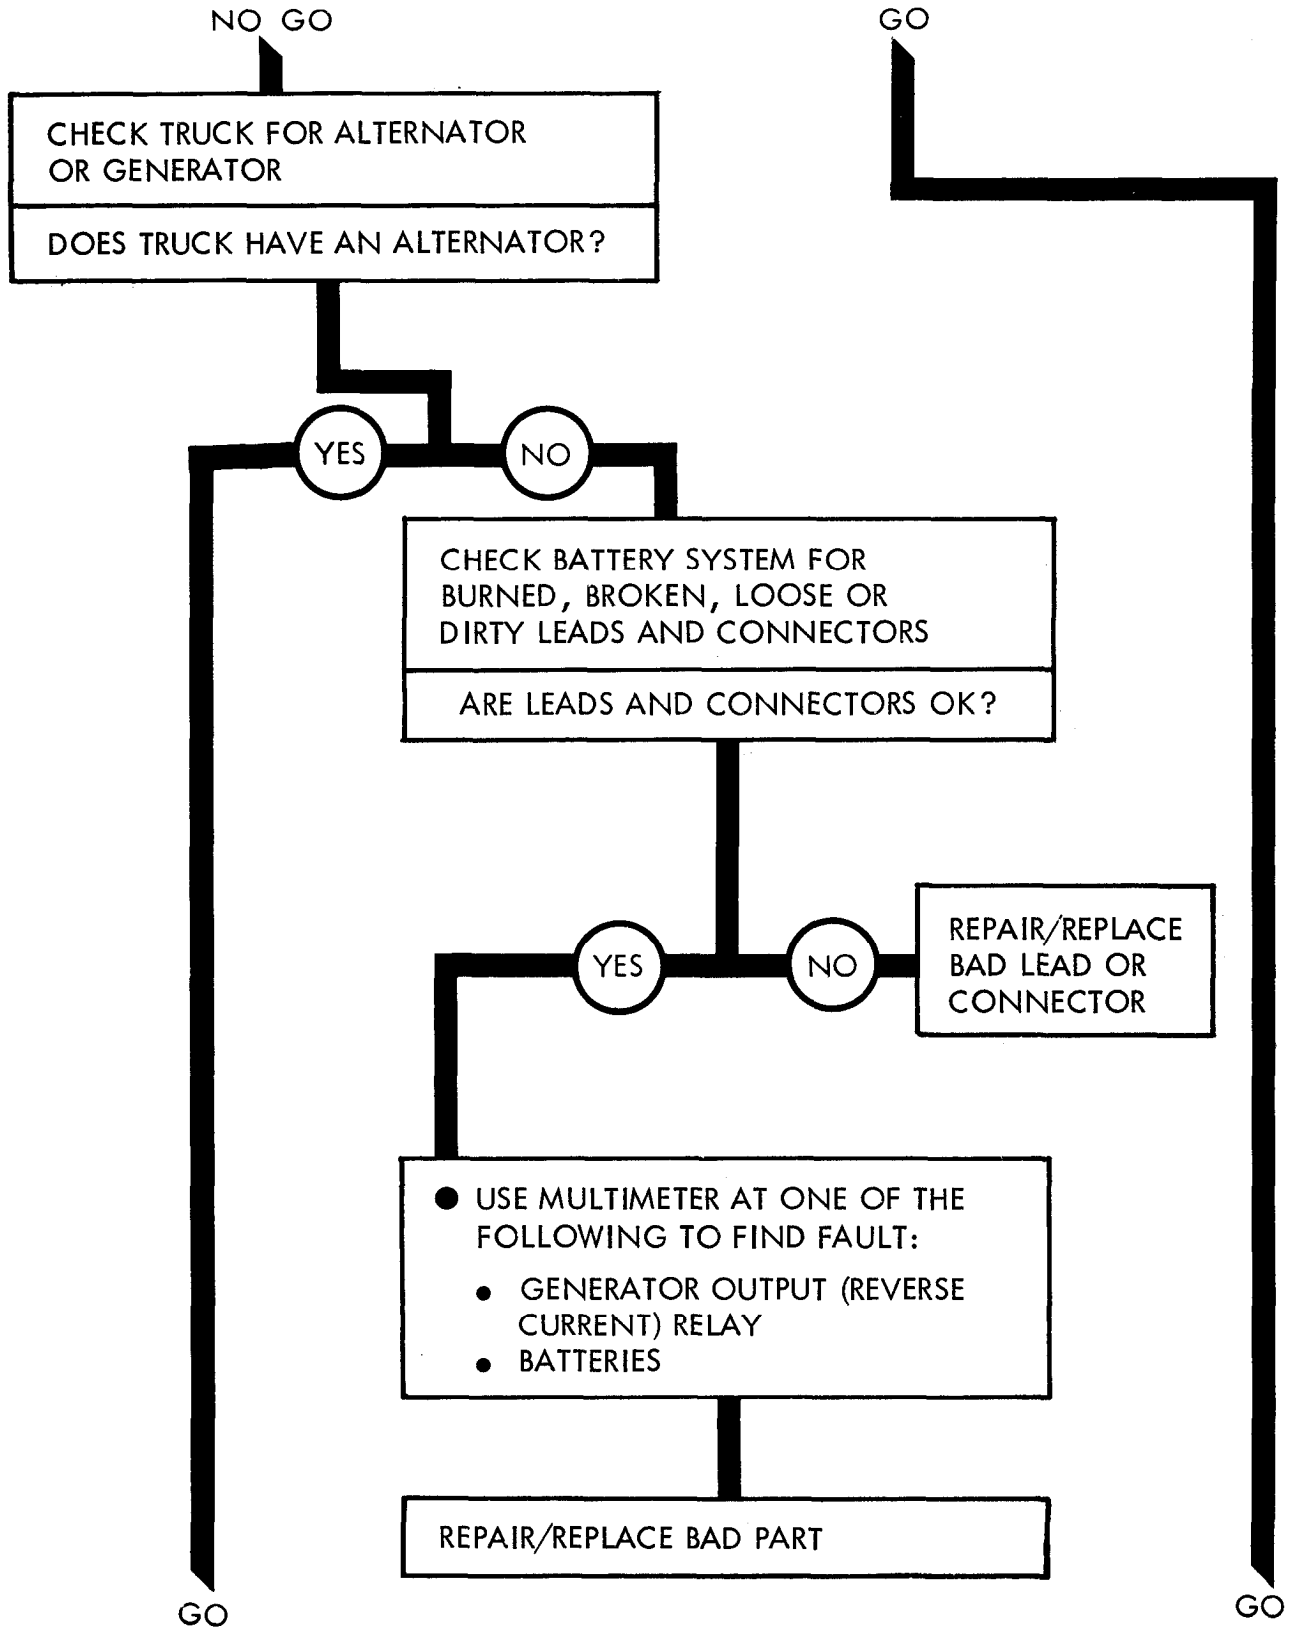 NO GO
GO
CHECK TRUCK FOR ALTERNATOR
OR GENERATOR
DOES TRUCK HAVE AN ALTERNATOR?
YES
NO
CHECK BATTERY SYSTEM FOR
BURNED, BROKEN, LOOSE OR
DIRTY LEADS AND CONNECTORS
ARE LEADS AND CONNECTORS OK?
YES
NO
REPAIR/REPLACE
BAD LEAD OR
CONNECTOR
● USE MULTIMETER AT ONE OF THE
FOLLOWING TO FIND FAULT:
● GENERATOR OUTPUT (REVERSE
CURRENT) RELAY
● BATTERIES
REPAIR/REPLACE BAD PART
GO
GO